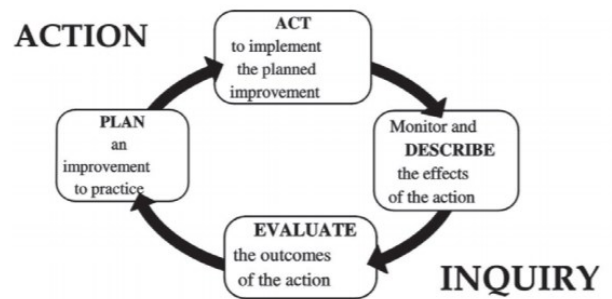 ACTION
ACT
to implement
the planned
improvement
PLAN
an
improvement
to practice
Monitor and
DESCRIBE
the effects
of the action
EVALUATE
the outcomes
of the action
INQUIRY